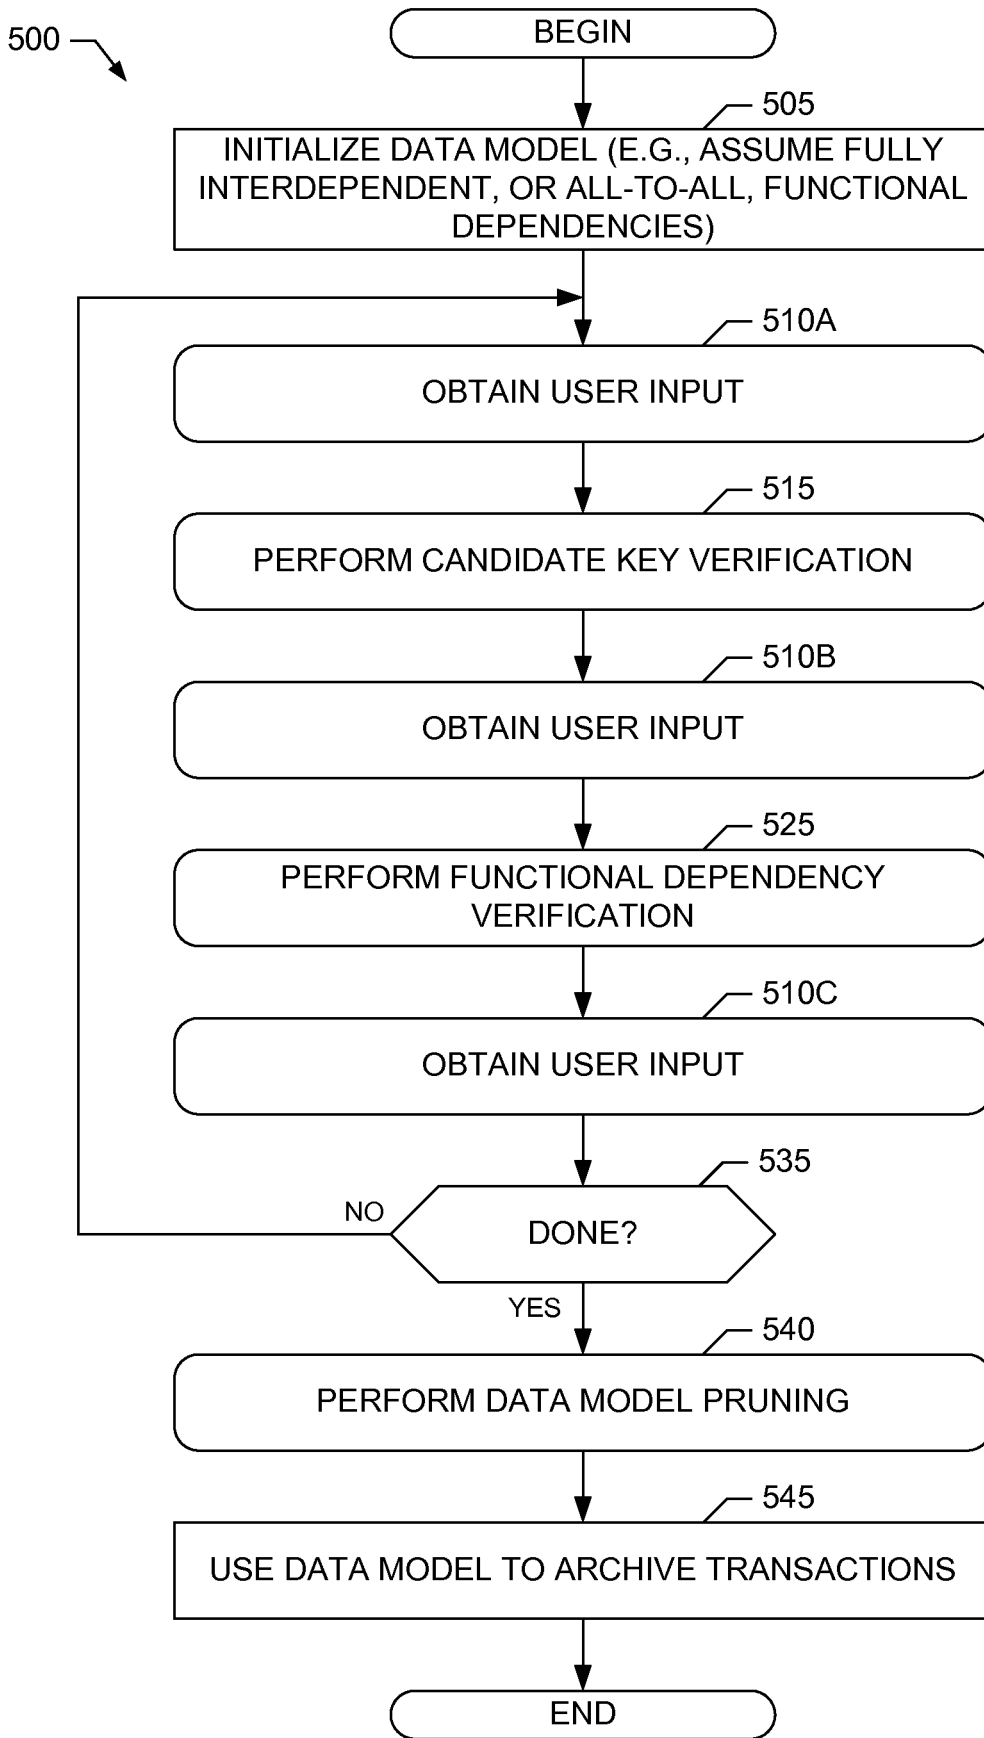 500
BEGIN
505
INITIALIZE DATA MODEL (E.G., ASSUME FULLY
INTERDEPENDENT, OR ALL-TO-ALL, FUNCTIONAL
DEPENDENCIES)
510A
OBTAIN USER INPUT
515
PERFORM CANDIDATE KEY VERIFICATION
510B
OBTAIN USER INPUT
525
PERFORM FUNCTIONAL DEPENDENCY
VERIFICATION
510C
OBTAIN USER INPUT
535
NO
DONE?
YES
540
PERFORM DATA MODEL PRUNING
545
USE DATA MODEL TO ARCHIVE TRANSACTIONS
END